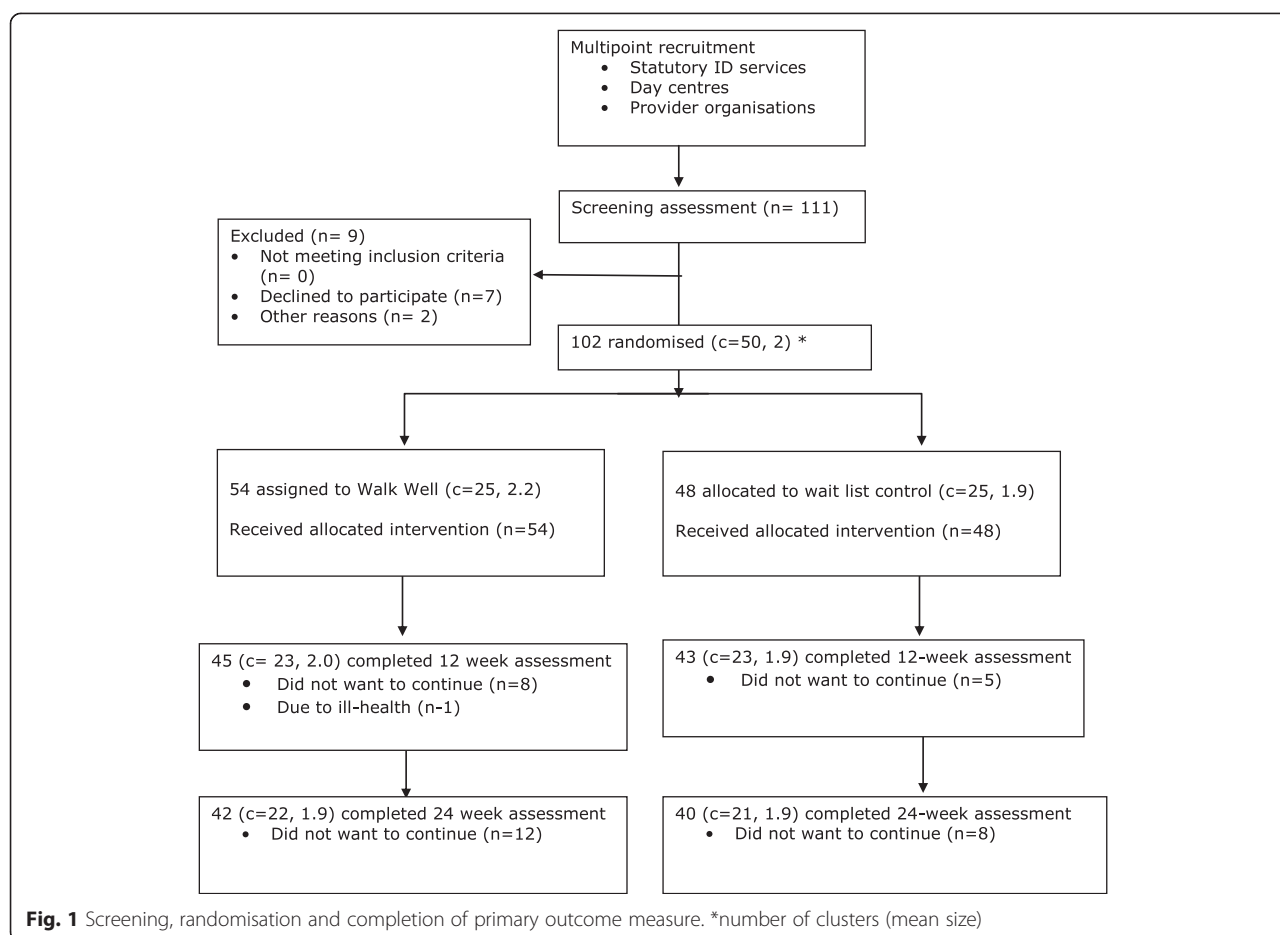 Multipoint recruitment
• Statutory ID services
• Day centres
• Provider organisations
Screening assessment (n= 111)
Excluded (n= 9)
• Not meeting inclusion criteria
(n= 0)
• Declined to participate (n=7)
• Other reasons (n= 2)
102 randomised (c=50, 2) *
54 assigned to Walk Well (c=25, 2.2)
Received allocated intervention (n=54)
48 allocated to wait list control (c=25, 1.9)
Received allocated intervention (n=48)
45 (c= 23, 2.0) completed 12 week assessment
• Did not want to continue (n=8)
• Due to ill-health (n-1)
43 (c=23, 1.9) completed 12-week assessment
• Did not want to continue (n=5)
42 (c=22, 1.9) completed 24 week assessment
• Did not want to continue (n=12)
40 (c=21, 1.9) completed 24-week assessment
• Did not want to continue (n=8)
Fig. 1 Screening, randomisation and completion of primary outcome measure. *number of clusters (mean size)